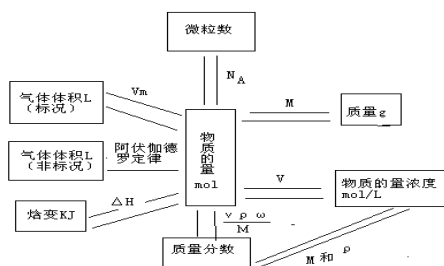 微粒数
N_A
气体体积L
（标况）
Vm
M
质量g
物质的量
mol
气体体积L
（非标况）
阿伏伽德
罗定律
V
物质的量浓度
mol/L
焓变KJ
△H
vρω
M
质量分数
M 和 ρ